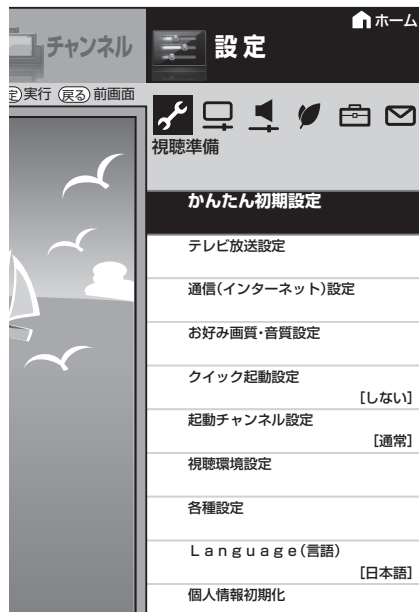 ホーム
チャンネル
設定
実行 戻る 前画面
視聴準備
かんたん初期設定
テレビ放送設定
通信(インターネット)設定
お好み画質・音質設定
クイック起動設定
[しない]
起動チャンネル設定
[通常]
視聴環境設定
各種設定
Language(言語)
[日本語]
個人情報初期化